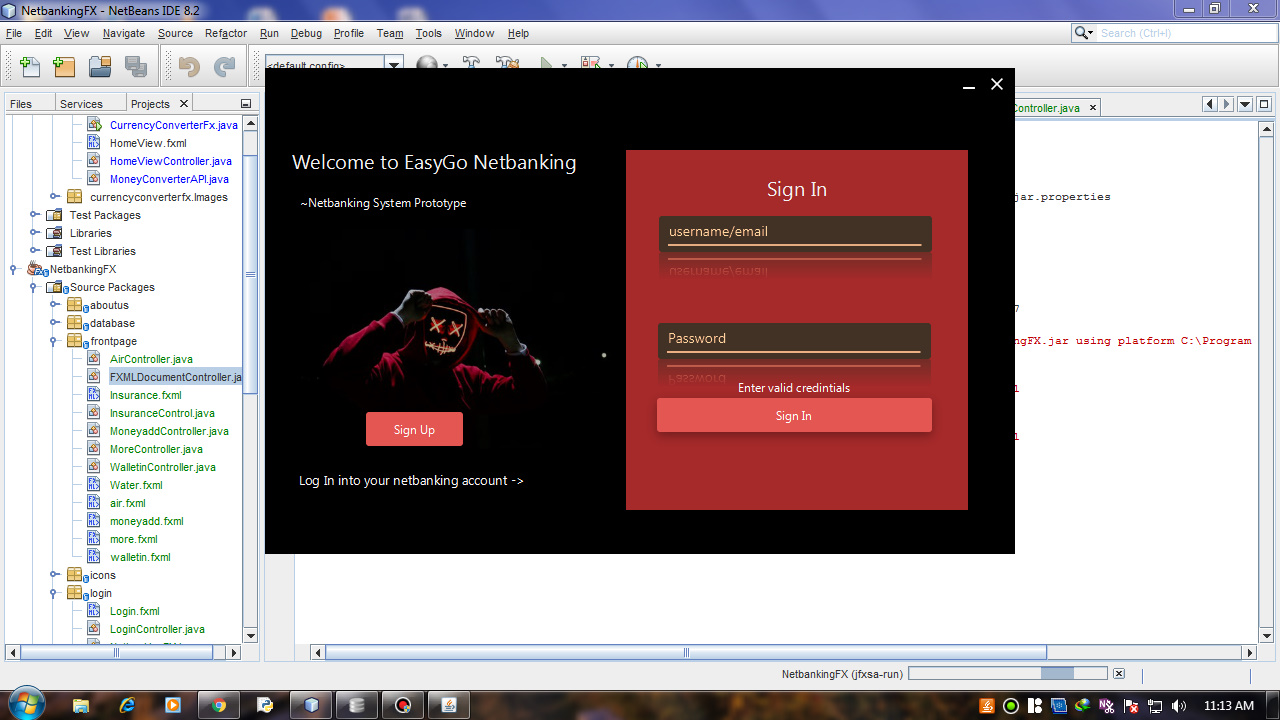 NetbankingFX - NetBeans IDE 8.2
File Edit View Navigate Source Refactor Run Debug Profile Team Tools Window Help
Search (Ctrl+I)
<default config>
Files Services Projects
Controller.java
CurrencyConverterFx.java
HomeView.fxml
HomeViewController.java
MoneyConverterAPI.java
currencyconverterfx.Images
Test Packages
Libraries
Test Libraries
NetbankingFX
Source Packages
aboutus
database
frontpage
AirController.java
FXMLDocumentController.ja
Insurance.fxml
InsuranceControl.java
MoneyaddController.java
MoreController.java
WalletinController.java
Water.fxml
air.fxml
moneyadd.fxml
more.fxml
walletin.fxml
icons
login
Login.fxml
LoginController.java
Welcome to EasyGo Netbanking
~Netbanking System Prototype
Sign Up
Log In into your netbanking account ->
Sign In
username/email
username/email
Password
Password
Enter valid credintials
Sign In
jar.properties
7
ngFX.jar using platform C:\Program
1
1
NetbankingFX (jfxsa-run)
11:13 AM